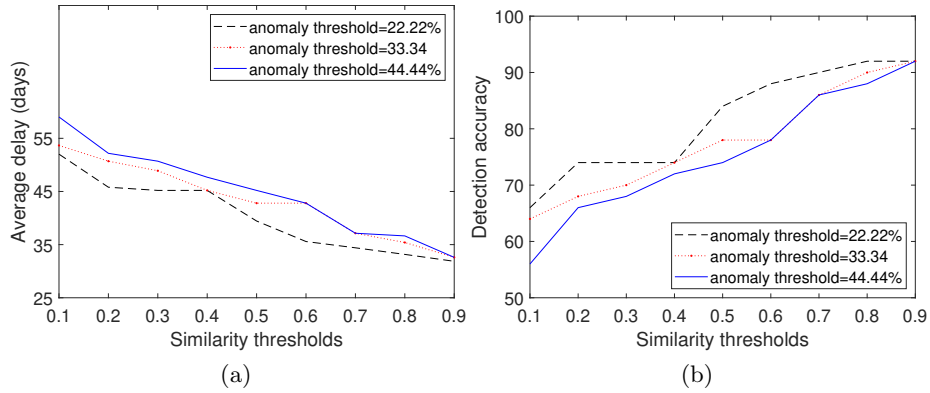 anomaly threshold=22.22%
anomaly threshold=33.34
anomaly threshold=44.44%
Average delay (days)
55
45
35
25
0.1 0.2 0.3 0.4 0.5 0.6 0.7 0.8 0.9
Similarity thresholds
(a)
Detection accuracy
100
90
80
70
60
50
anomaly threshold=22.22%
anomaly threshold=33.34
anomaly threshold=44.44%
0.1 0.2 0.3 0.4 0.5 0.6 0.7 0.8 0.9
Similarity thresholds
(b)